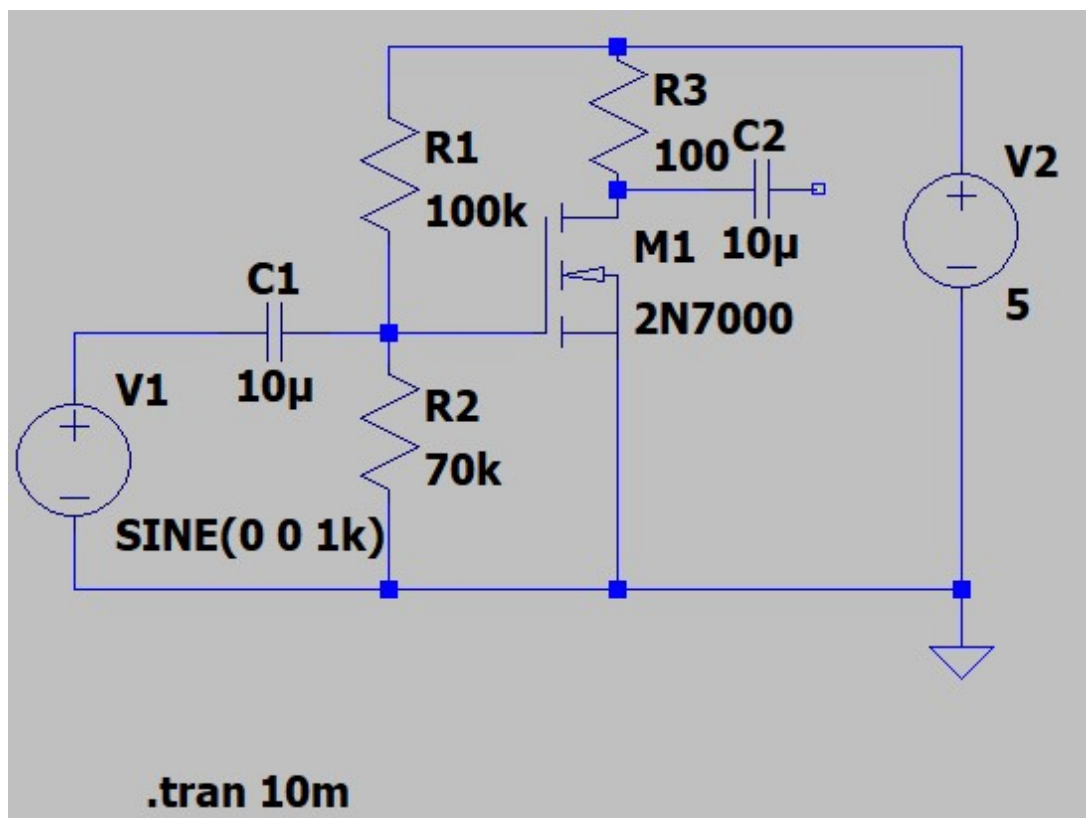 R3
100
C2
10µ
V2
5
R1
100k
M1
2N7000
C1
10µ
V1
SINE(0 0 1k)
R2
70k
.tran 10m